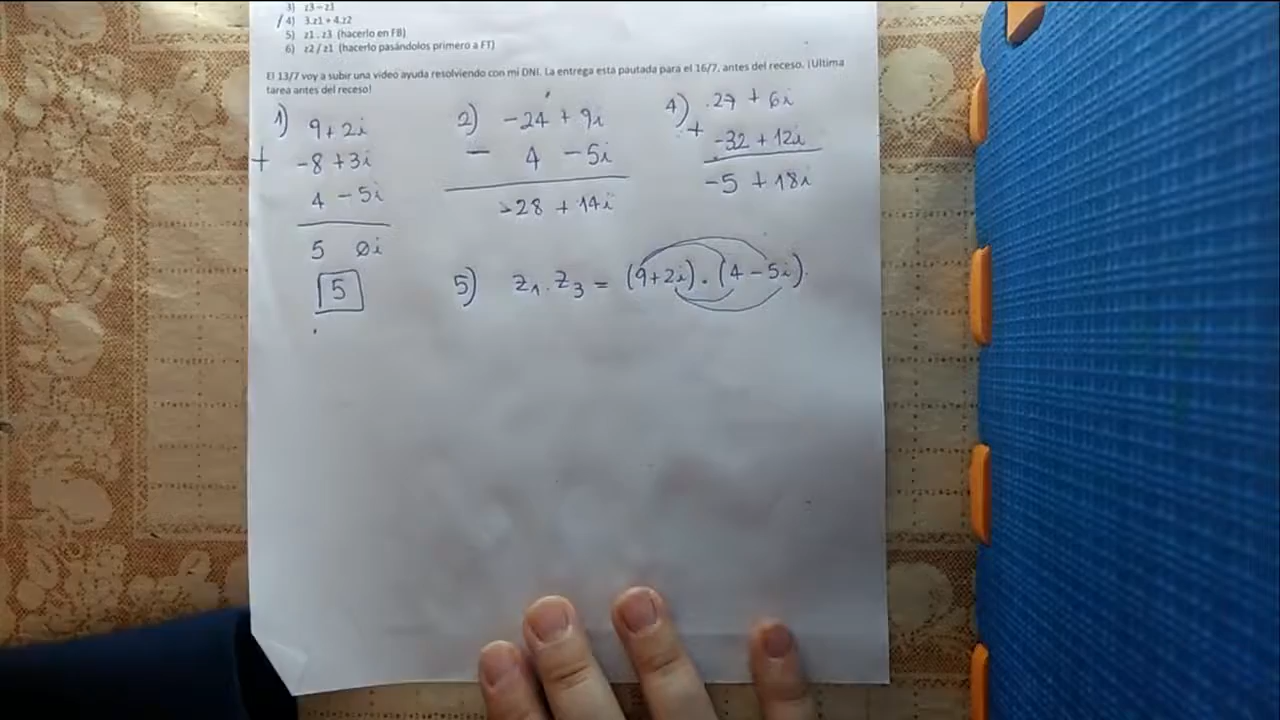 3) z3 – z1
4) 3.z1 + 4.z2
5) z1 . z3 (hacerlo en FB)
6) z2 / z1 (hacerlo pasándolos primero a FT)
El 13/7 voy a subir una video ayuda resolviendo con mi DNI. La entrega está pautada para el 16/7, antes del receso. ¡Ultima
tarea antes del receso!
1)
9 + 2i
+ -8 + 3i
4 - 5i
5 0i
5
2) -24 + 9i
- 4 - 5i
-28 + 14i
4) 27 + 6i
+ -32 + 12i
-5 + 18i
5) z1 . z3 = (9+2i) . (4 - 5i)